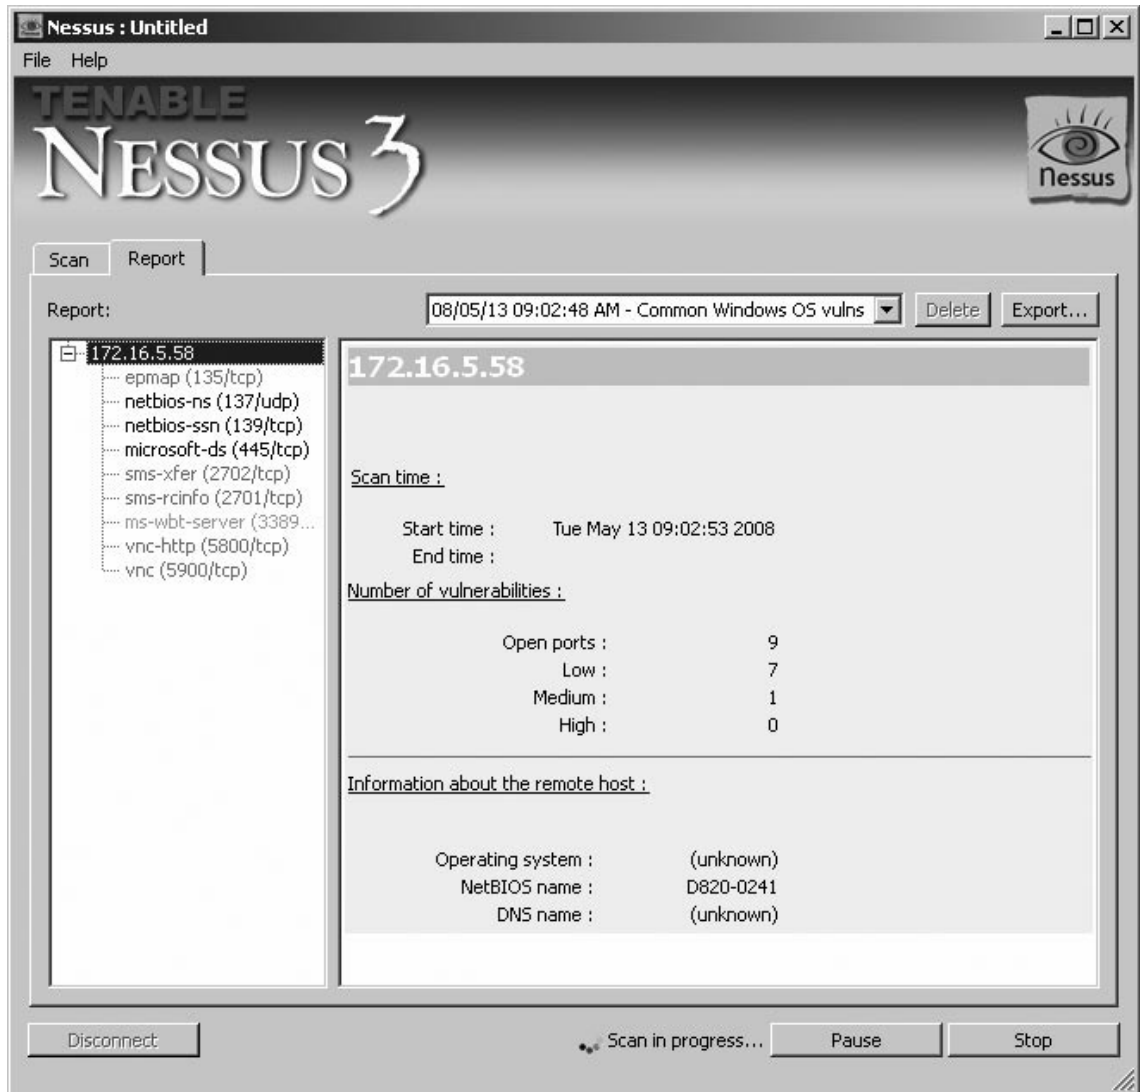 Nessus : Untitled
File Help
TENABLE
NESSUS 3
Nessus
Scan Report
Report: 08/05/13 09:02:48 AM - Common Windows OS vulns Delete Export...
172.16.5.58
epmap (135/tcp)
netbios-ns (137/udp)
netbios-ssn (139/tcp)
microsoft-ds (445/tcp)
sms-xfer (2702/tcp)
sms-rcinfo (2701/tcp)
ms-wbt-server (3389...
vnc-http (5800/tcp)
vnc (5900/tcp)
172.16.5.58
Scan time :
Start time : Tue May 13 09:02:53 2008
End time :
Number of vulnerabilities :
Open ports : 9
Low : 7
Medium : 1
High : 0
Information about the remote host :
Operating system : (unknown)
NetBIOS name : D820-0241
DNS name : (unknown)
Disconnect Scan in progress... Pause Stop